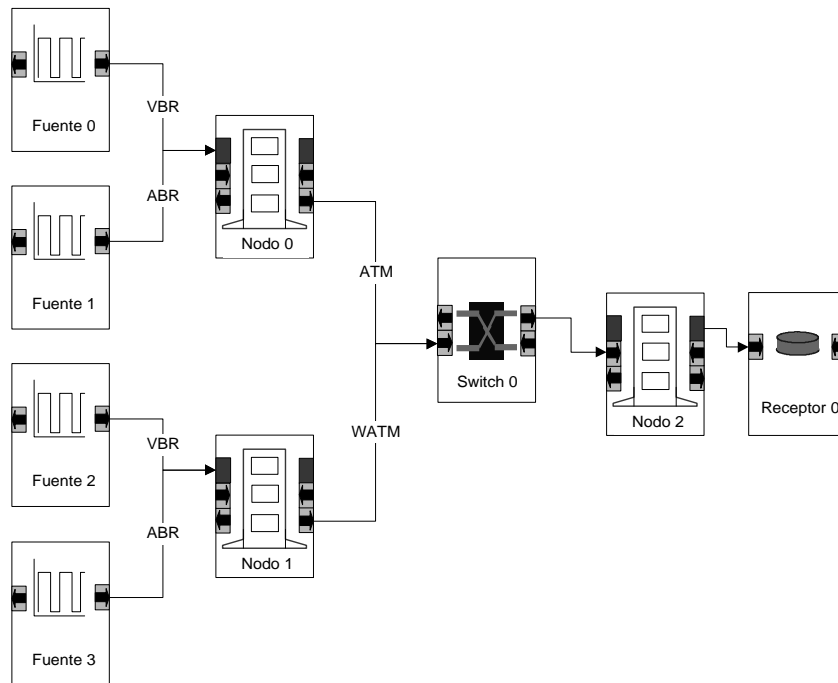 Fuente 0
VBR
ABR
Fuente 1
Nodo 0
ATM
Switch 0
Nodo 2
Receptor 0
WATM
Fuente 2
VBR
ABR
Nodo 1
Fuente 3